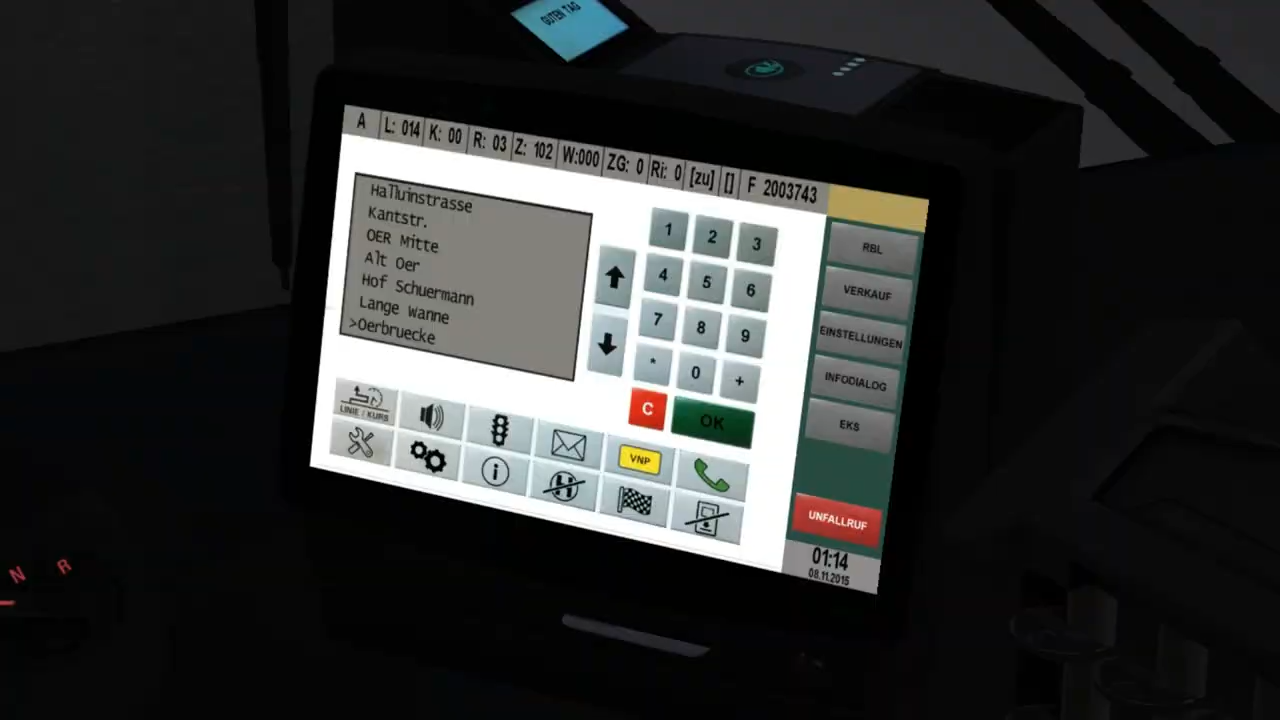 GUTEN TAG
A L: 014 K: 00 R: 03 Z: 102 W:000 ZG: 0 Ri: 0 [zu] [] F 2003743
Halluinstrasse
Kantstr.
OER Mitte
Alt Oer
Hof Schuermann
Lange Wanne
>Oerbruecke
1 2 3
4 5 6
7 8 9
* 0 +
C OK
LINIE / KURS
VNP
RBL
VERKAUF
EINSTELLUNGEN
INFODIALOG
EKS
UNFALLRUF
01:14
08.11.2015
N R